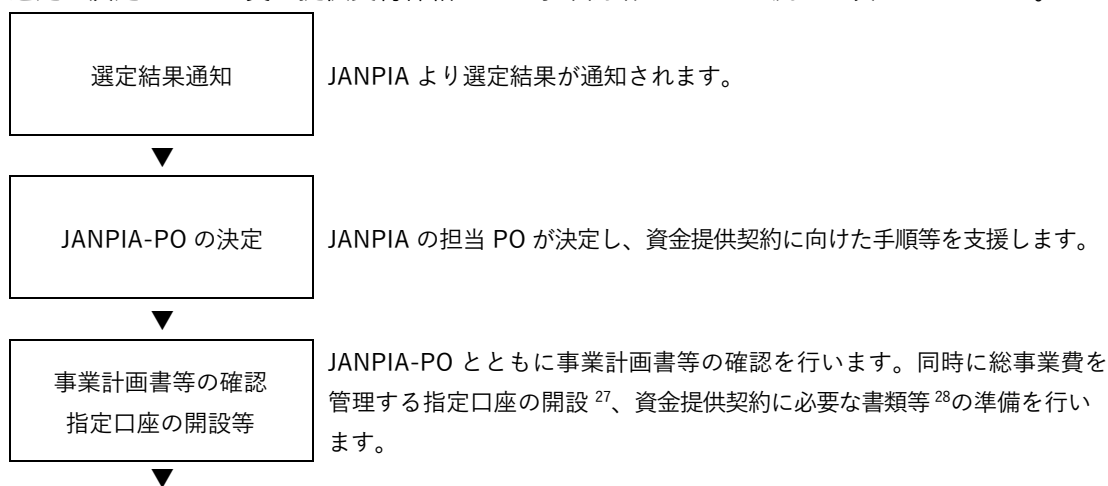 選定結果通知
JANPIA より選定結果が通知されます。
▼
JANPIA-PO の決定
JANPIA の担当 PO が決定し、資金提供契約に向けた手順等を支援します。
▼
事業計画書等の確認
指定口座の開設等
JANPIA-PO とともに事業計画書等の確認を行います。同時に総事業費を
管理する指定口座の開設 27、資金提供契約に必要な書類等 28の準備を行い
ます。
▼